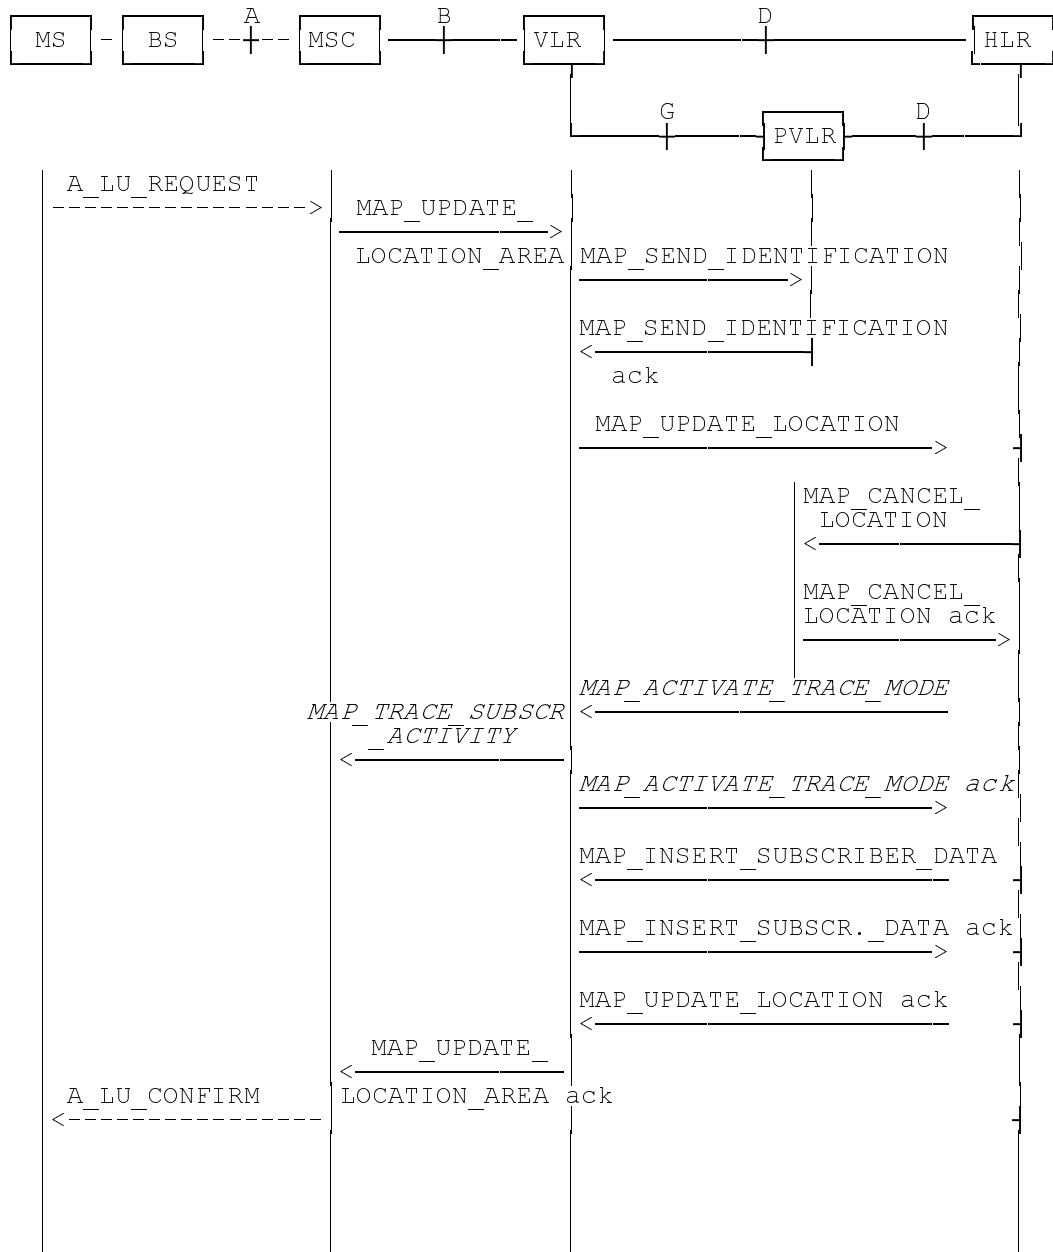 A B D
MS BS MSC VLR HLR
G D
PVLR
A_LU_REQUEST
MAP_UPDATE_
LOCATION_AREA MAP_SEND_IDENTIFICATION
MAP_SEND_IDENTIFICATION
ack
MAP_UPDATE_LOCATION
MAP_CANCEL_
LOCATION
MAP_CANCEL_
LOCATION ack
MAP_ACTIVATE_TRACE_MODE
MAP_TRACE_SUBSCR
_ACTIVITY
MAP_ACTIVATE_TRACE_MODE ack
MAP_INSERT_SUBSCRIBER_DATA
MAP_INSERT_SUBSCR._DATA ack
MAP_UPDATE_LOCATION ack
MAP_UPDATE_
A_LU_CONFIRM LOCATION_AREA ack